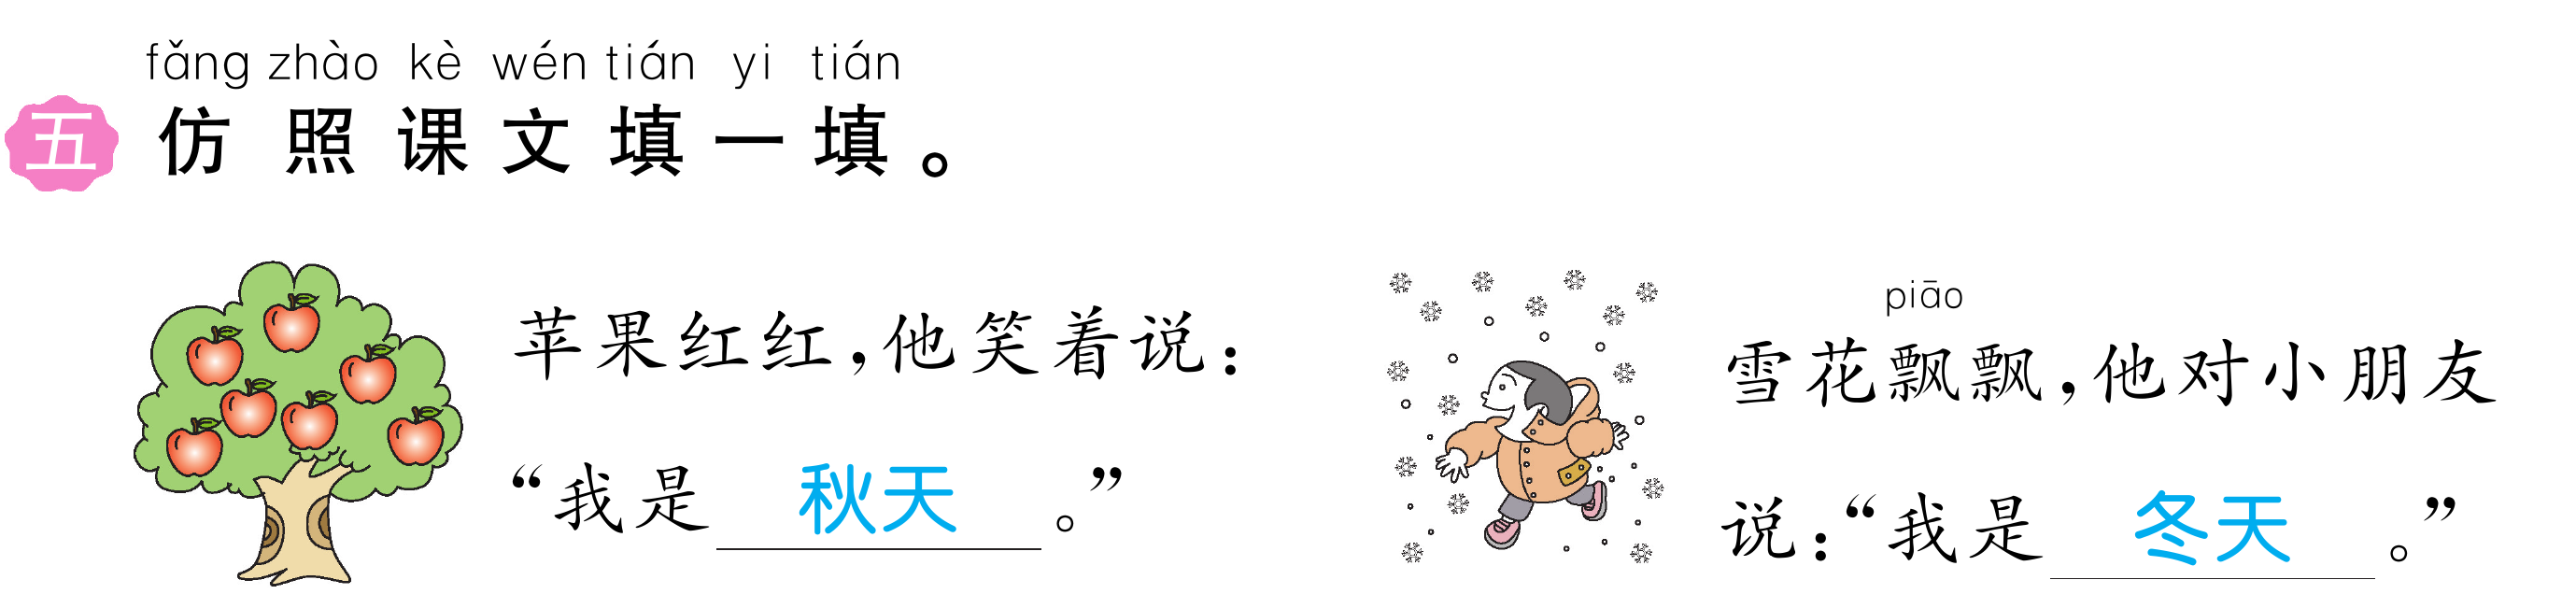 fǎng zhào kè wén tián yi tián
五 仿照课文填一填。
苹果红红,他笑着说:
“我是 秋天 。”
piāo
雪花飘飘,他对小朋友
说:“我是 冬天 。”